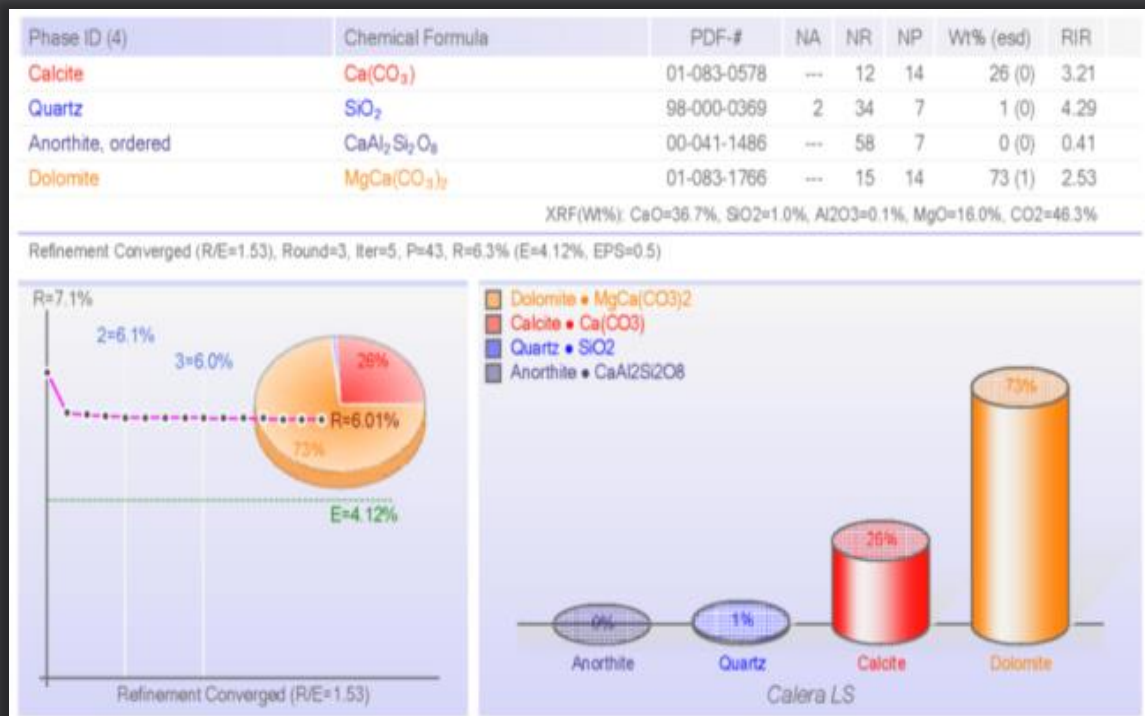 Phase ID (4) Chemical Formula PDF-# NA NR NP Wt% (esd) RIR
Calcite Ca(CO₃) 01-083-0578 --- 12 14 26 (0) 3.21
Quartz SiO₂ 98-000-0369 2 34 7 1 (0) 4.29
Anorthite, ordered CaAl₂Si₂O₈ 00-041-1486 --- 58 7 0 (0) 0.41
Dolomite MgCa(CO₃)₂ 01-083-1766 --- 15 14 73 (1) 2.53
XRF(Wt%): CaO=36.7%, SiO2=1.0%, Al2O3=0.1%, MgO=16.0%, CO2=46.3%
Refinement Converged (R/E=1.53), Round=3, Iter=5, P=43, R=6.3% (E=4.12%, EPS=0.5)
R=7.1%
2=6.1%
3=6.0%
26%
R=6.01%
73%
E=4.12%
Refinement Converged (R/E=1.53)
Dolomite • MgCa(CO3)2
Calcite • Ca(CO3)
Quartz • SiO2
Anorthite • CaAl2Si2O8
73%
26%
1%
0%
Anorthite Quartz Calcite Dolomite
Calera LS